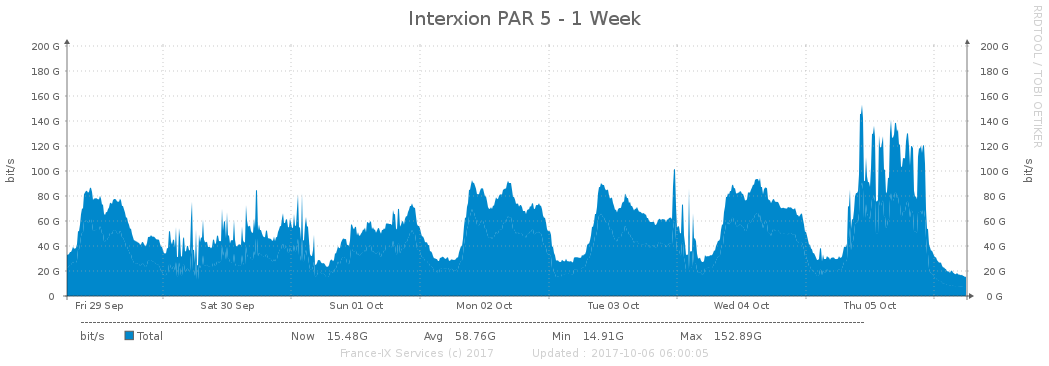 Interxion PAR 5 - 1 Week
RRDTOOL / TOBI OETIKER
200 G 200 G
180 G 180 G
160 G 160 G
140 G 140 G
120 G 120 G
100 G 100 G
80 G 80 G
60 G 60 G
40 G 40 G
20 G 20 G
0 0 G
bit/s
bit/s
Fri 29 Sep Sat 30 Sep Sun 01 Oct Mon 02 Oct Tue 03 Oct Wed 04 Oct Thu 05 Oct
bit/s Total Now 15.48G Avg 58.76G Min 14.91G Max 152.89G
France-IX Services (c) 2017 Updated : 2017-10-06 06:00:05